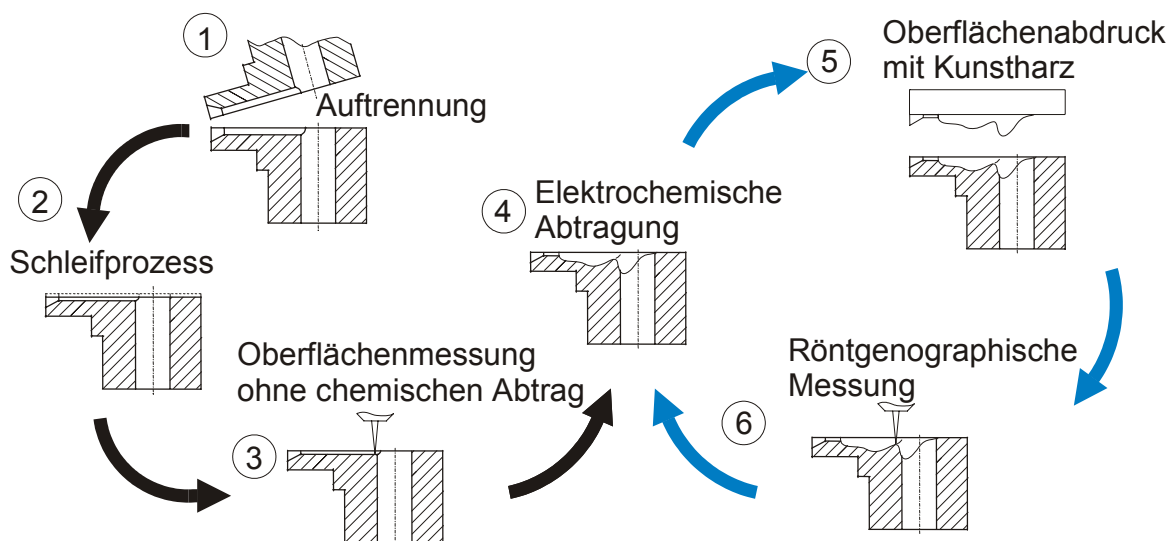 1
Auftrennung
2
Schleifprozess
Oberflächenmessung
ohne chemischen Abtrag
3
4
Elektrochemische
Abtragung
5
Oberflächenabdruck
mit Kunstharz
Röntgenographische
Messung
6